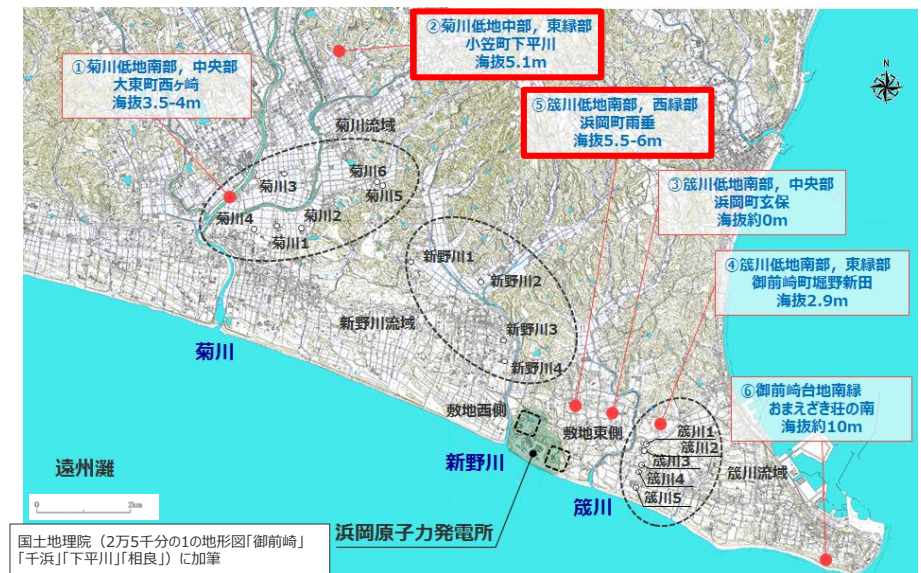 ②菊川低地中部，東縁部
小笠町下平川
海抜5.1m
①菊川低地南部，中央部
大東町西ヶ崎
海抜3.5-4m
⑤筬川低地南部，西縁部
浜岡町雨垂
海抜5.5-6m
N
菊川流域
菊川3
菊川6
菊川5
菊川4
菊川2
菊川1
③筬川低地南部，中央部
浜岡町玄保
海抜約0m
④筬川低地南部，東縁部
御前崎町堀野新田
海抜2.9m
新野川1
新野川2
新野川流域
新野川3
新野川4
菊川
⑥御前崎台地南縁
おまえざき荘の南
海抜約10m
敷地西側
敷地東側
筬川1
筬川2
筬川3
筬川4
筬川5
筬川流域
遠州灘
新野川
筬川
0
2km
浜岡原子力発電所
国土地理院（2万5千分の1の地形図「御前崎」
「千浜」「下平川」「相良」）に加筆